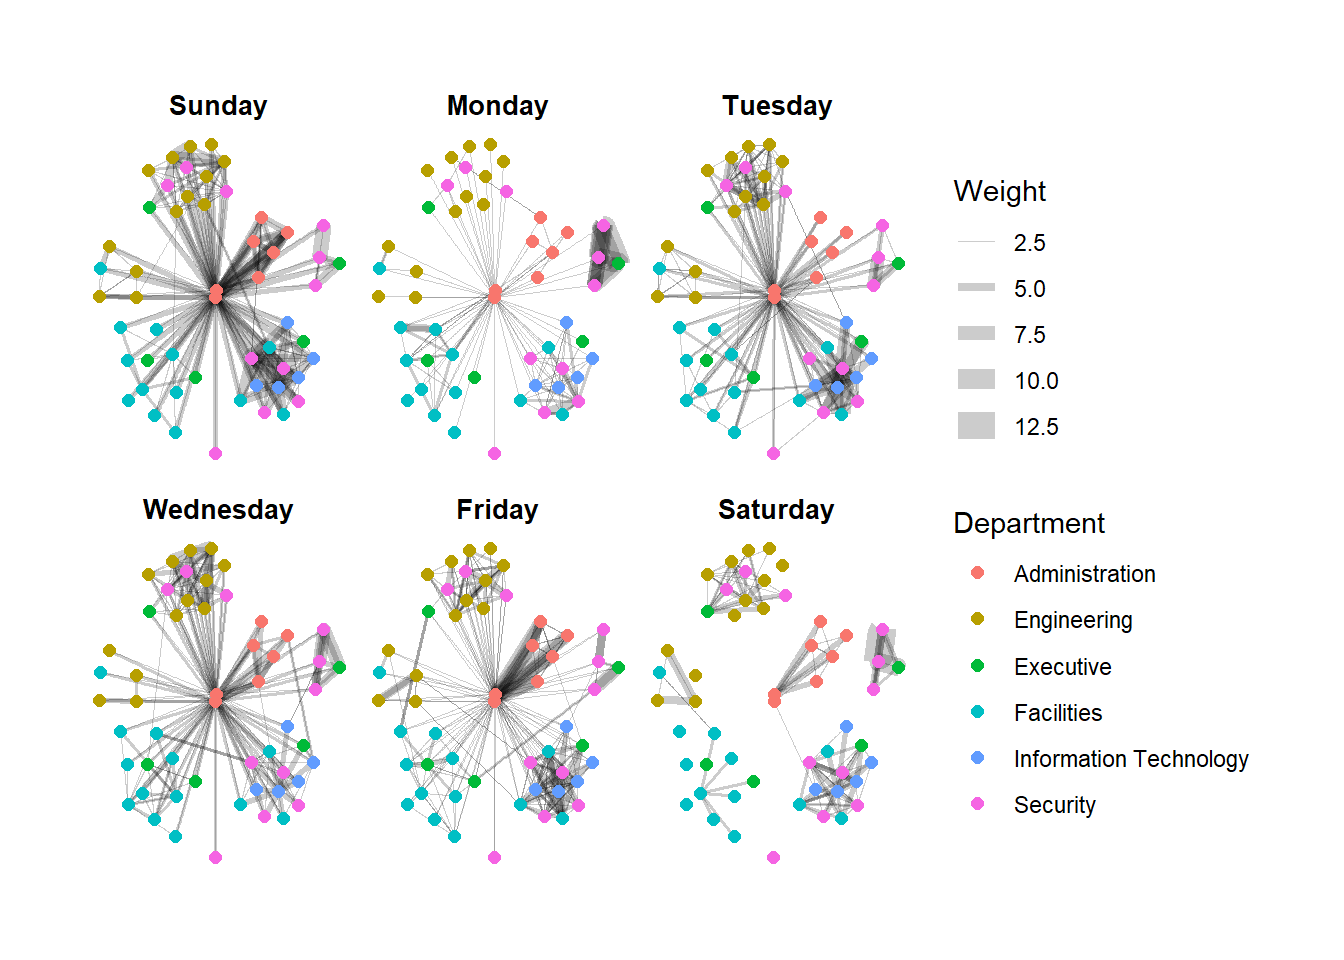 Sunday
Monday
Tuesday
Wednesday
Friday
Saturday
Weight
2.5
5.0
7.5
10.0
12.5
Department
Administration
Engineering
Executive
Facilities
Information Technology
Security